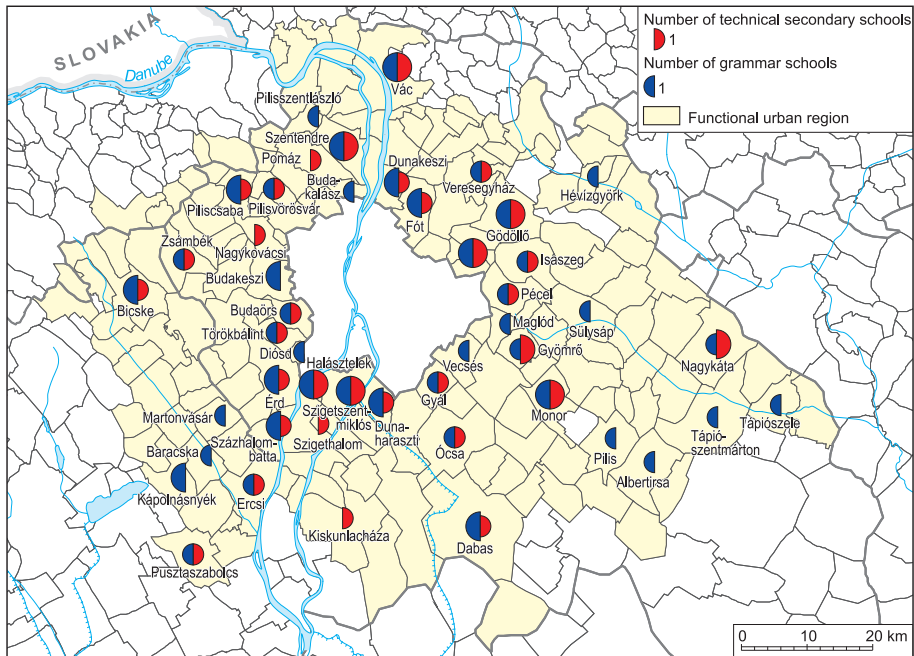 SLOVAKIA
Danube
Number of technical secondary schools
1
Number of grammar schools
1
Functional urban region
Vác
Pilisszentlászló
Szentendre
Pomáz
Buda-
kalász
Dunakeszi
Veresegyház
Hévízgyörk
Piliscsaba
Pilisvörösvár
Fót
Gödöllő
Zsámbék
Nagykovácsi
Isaszeg
Budakeszi
Bicske
Pécel
Budaörs
Maglód
Sülysáp
Törökbálint
Diósd
Vecsés
Gyömrő
Nagykáta
Halásztelek
Érd
Szigetszent-
miklós
Gyál
Monor
Martonvásár
Duna-
haraszti
Tápió-
szentmárton
Tápiószele
Százhalom-
batta
Szigethalom
Ócsa
Pilis
Baracska
Albertirsa
Kápolnásnyék
Ercsi
Kiskunlacháza
Dabas
Pusztaszabolcs
0 10 20 km